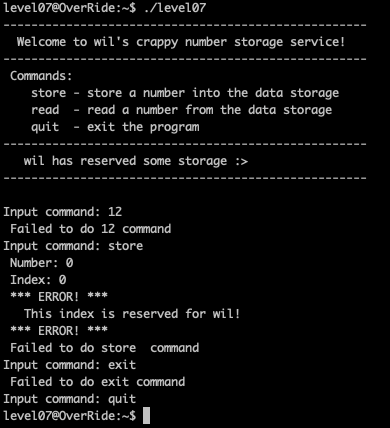 level07@OverRide:~$ ./level07
----------------------------------------------------
  Welcome to wil's crappy number storage service!
----------------------------------------------------
 Commands:
    store - store a number into the data storage
    read  - read a number from the data storage
    quit  - exit the program
----------------------------------------------------
   wil has reserved some storage :>
----------------------------------------------------
Input command: 12
 Failed to do 12 command
Input command: store
 Number: 0
 Index: 0
 *** ERROR! ***
   This index is reserved for wil!
 *** ERROR! ***
 Failed to do store  command
Input command: exit
 Failed to do exit command
Input command: quit
level07@OverRide:~$